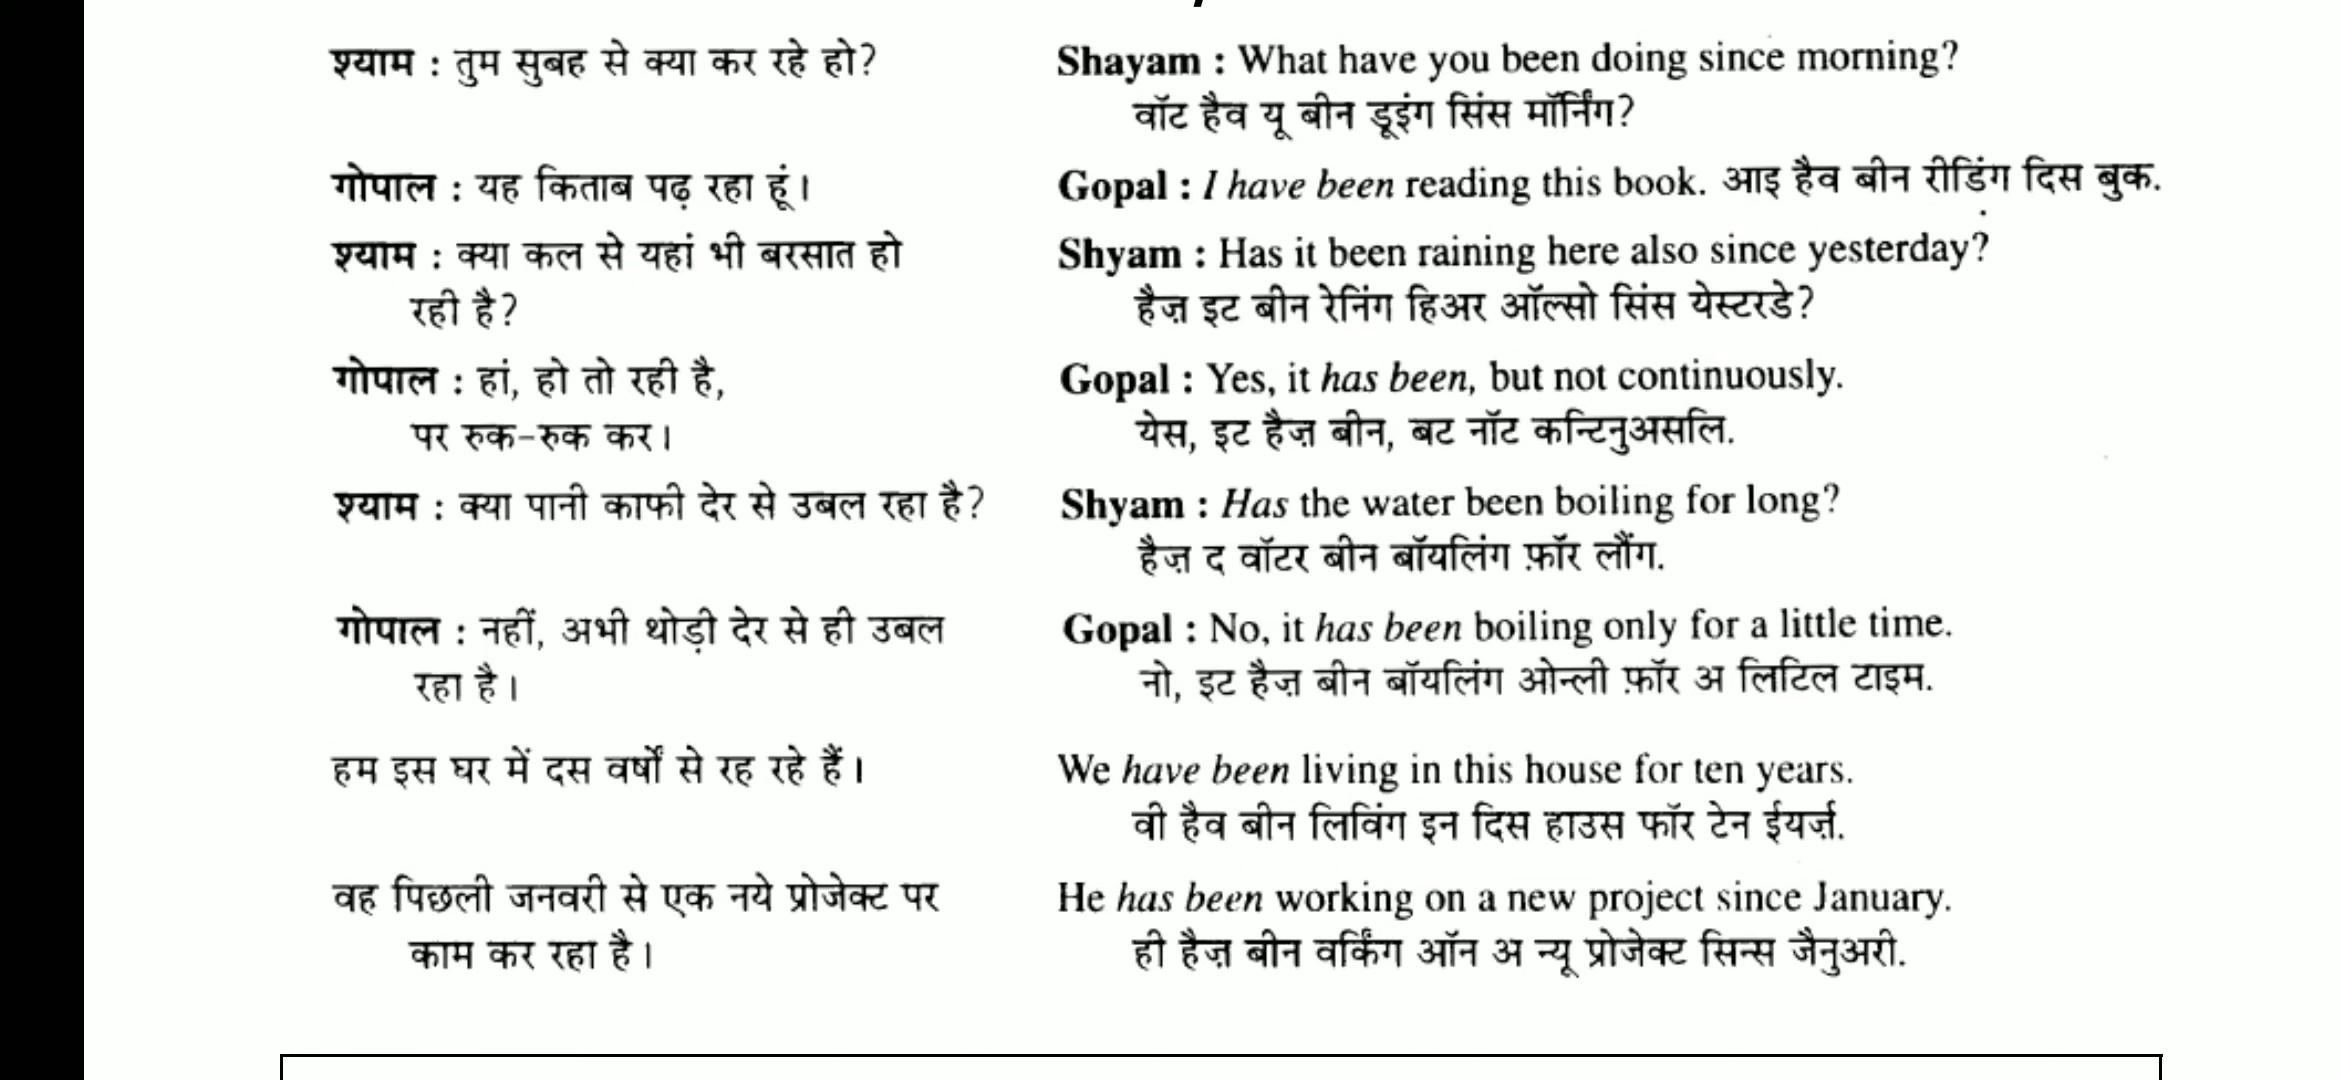 श्याम : तुम सुबह से क्या कर रहे हो?
Shayam : What have you been doing since morning?
वॉट हैव यू बीन डूइंग सिंस मॉर्निंग?
गोपाल : यह किताब पढ़ रहा हूं।
Gopal : I have been reading this book. आइ हैव बीन रीडिंग दिस बुक.
श्याम : क्या कल से यहां भी बरसात हो
रही है?
Shyam : Has it been raining here also since yesterday?
हैज़ इट बीन रेनिंग हिअर ऑल्सो सिंस येस्टरडे?
गोपाल : हां, हो तो रही है,
पर रुक-रुक कर।
Gopal : Yes, it has been, but not continuously.
येस, इट हैज़ बीन, बट नॉट कन्टिनुअसलि.
श्याम : क्या पानी काफी देर से उबल रहा है?
Shyam : Has the water been boiling for long?
हैज़ द वॉटर बीन बॉयलिंग फ़ॉर लौंग.
गोपाल : नहीं, अभी थोड़ी देर से ही उबल
रहा है।
Gopal : No, it has been boiling only for a little time.
नो, इट हैज़ बीन बॉयलिंग ओन्ली फ़ॉर अ लिटिल टाइम.
हम इस घर में दस वर्षों से रह रहे हैं।
We have been living in this house for ten years.
वी हैव बीन लिविंग इन दिस हाउस फॉर टेन ईयर्ज़.
वह पिछली जनवरी से एक नये प्रोजेक्ट पर
काम कर रहा है।
He has been working on a new project since January.
ही हैज़ बीन वर्किंग ऑन अ न्यू प्रोजेक्ट सिन्स जैनुअरी.